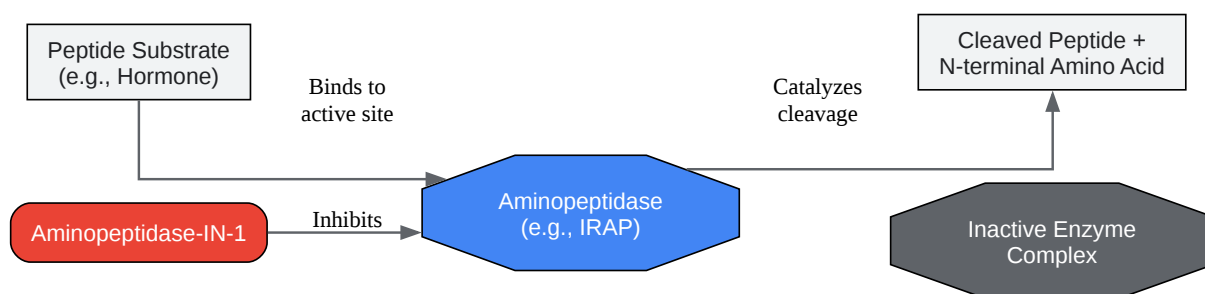 Peptide Substrate
(e.g., Hormone)
Binds to
active site
Catalyzes
cleavage
Cleaved Peptide +
N-terminal Amino Acid
Aminopeptidase-IN-1
Inhibits
Aminopeptidase
(e.g., IRAP)
Inactive Enzyme
Complex